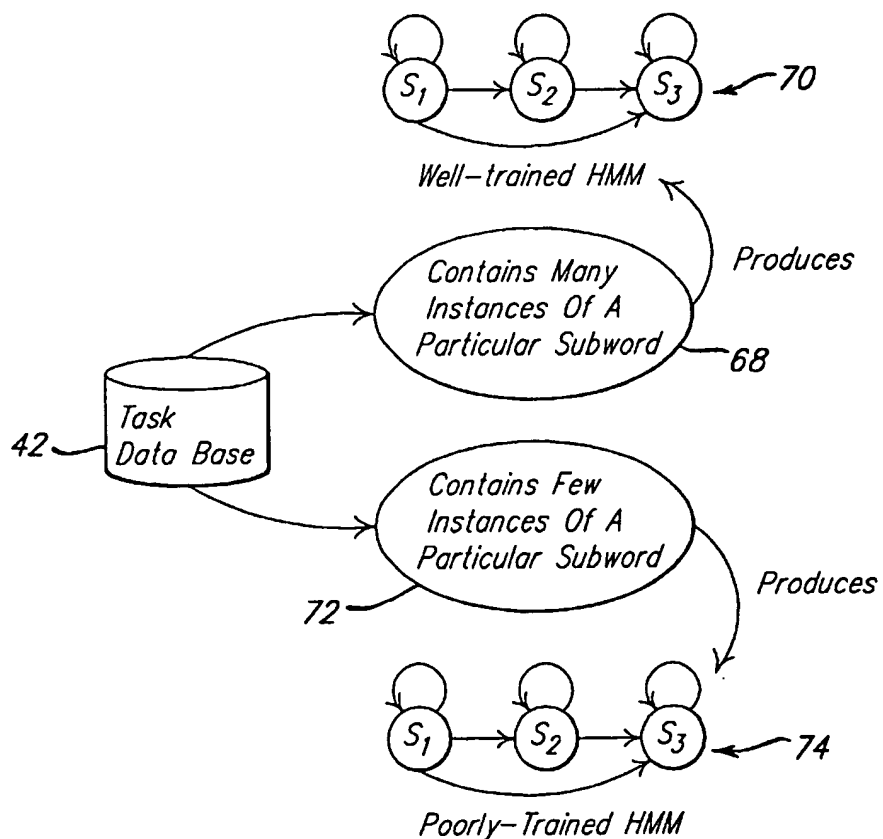 S1 S2 S3 70
Well-trained HMM
Contains Many
Instances Of A
Particular Subword
Produces
68
Task
Data Base
42
Contains Few
Instances Of A
Particular Subword
72
Produces
S1 S2 S3 74
Poorly-Trained HMM